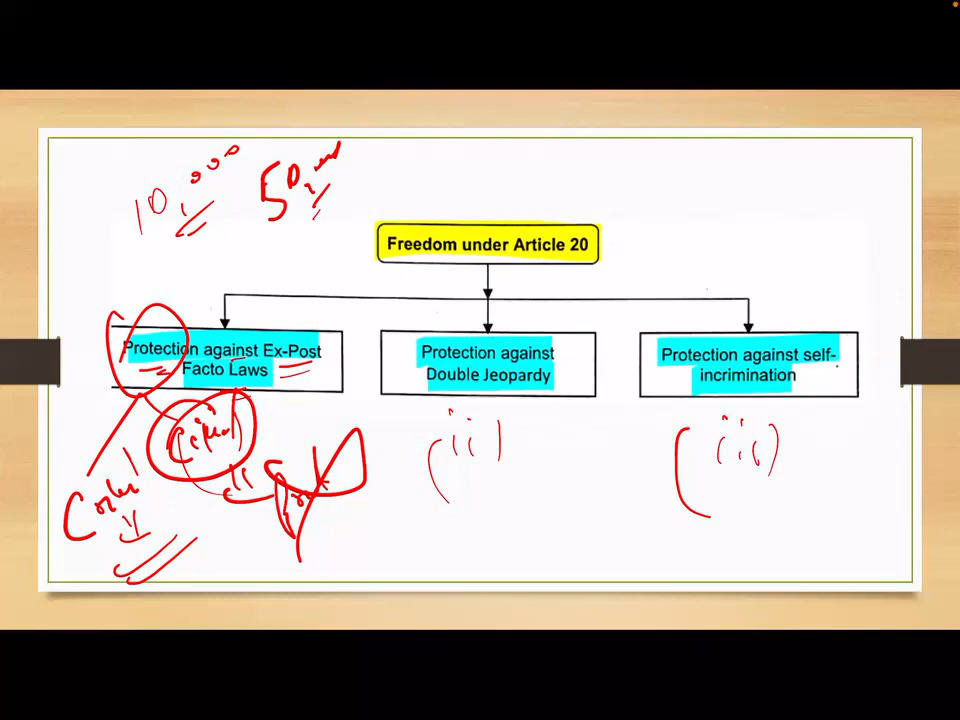 10,000 50,
Freedom under Article 20
Protection against Ex-Post
Facto Laws
Protection against
Double Jeopardy
Protection against self-
incrimination
(ii)
(iii)